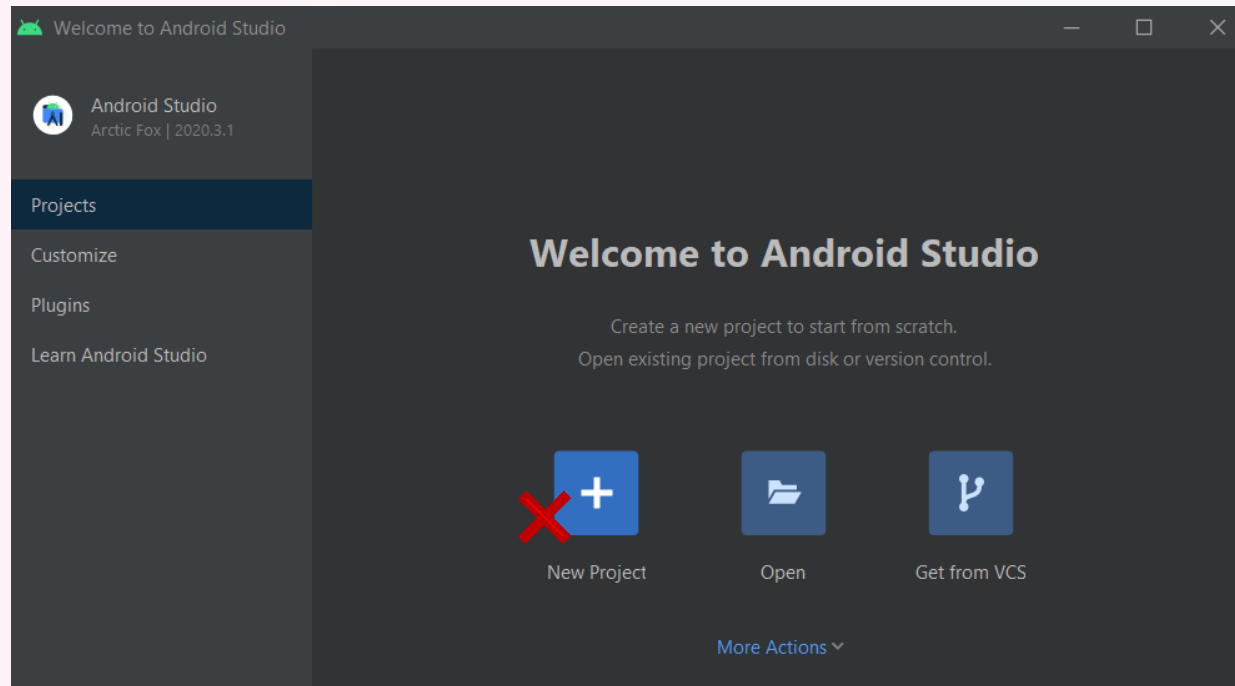 Welcome to Android Studio
Android Studio
Arctic Fox | 2020.3.1
Projects
Customize
Plugins
Learn Android Studio
Welcome to Android Studio
Create a new project to start from scratch.
Open existing project from disk or version control.
New Project
Open
Get from VCS
More Actions